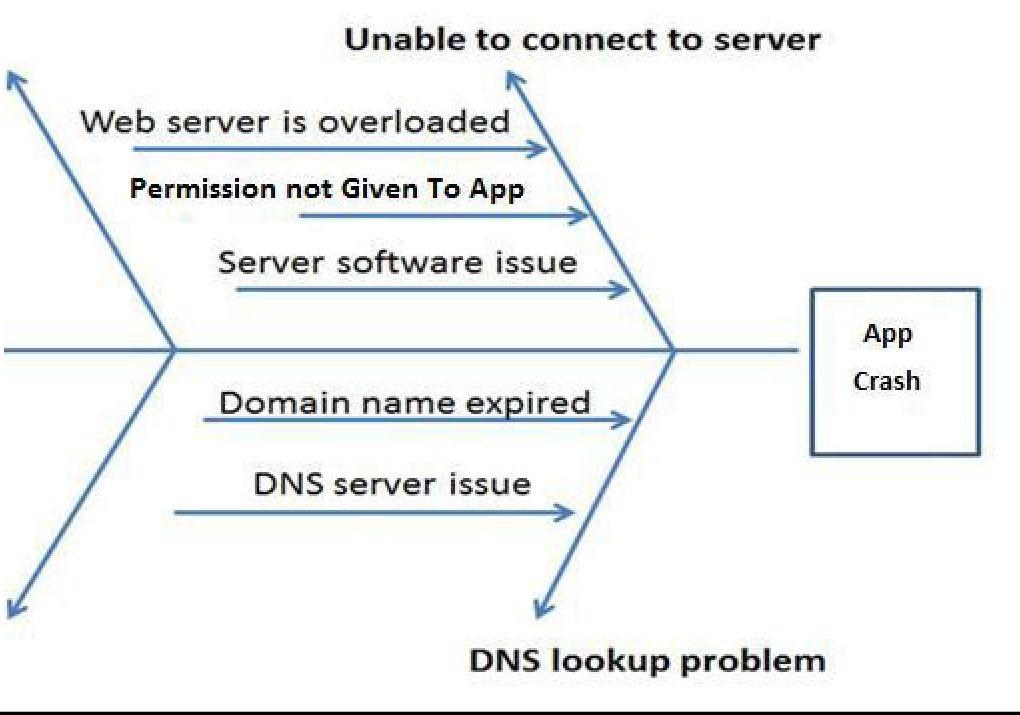 Unable to connect to server
Web server is overloaded
Permission not Given To App
Server software issue
App
Crash
Domain name expired
DNS server issue
DNS lookup problem